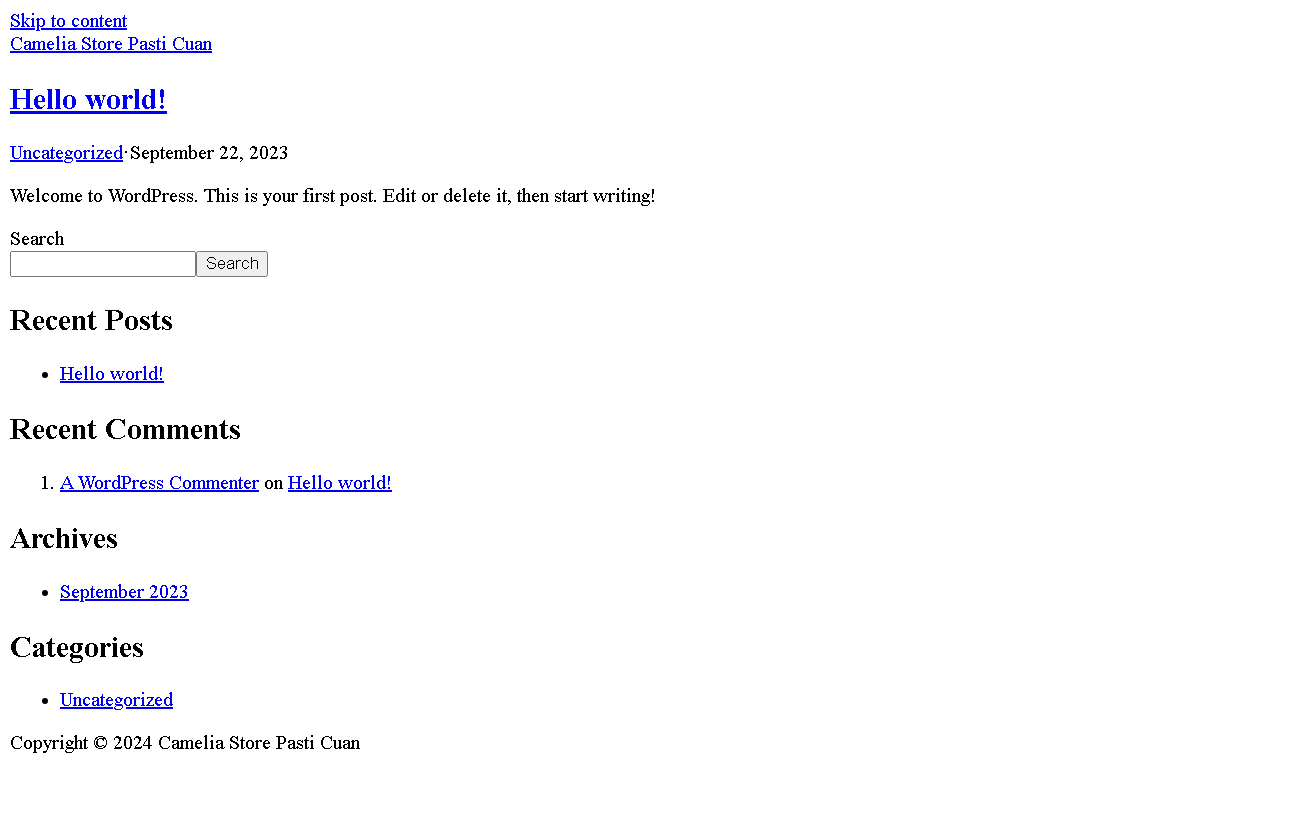 Skip to content
Camelia Store Pasti Cuan
Hello world!
Uncategorized·September 22, 2023
Welcome to WordPress. This is your first post. Edit or delete it, then start writing!
Search
Search
Recent Posts
Hello world!
Recent Comments
1. A WordPress Commenter on Hello world!
Archives
September 2023
Categories
Uncategorized
Copyright © 2024 Camelia Store Pasti Cuan